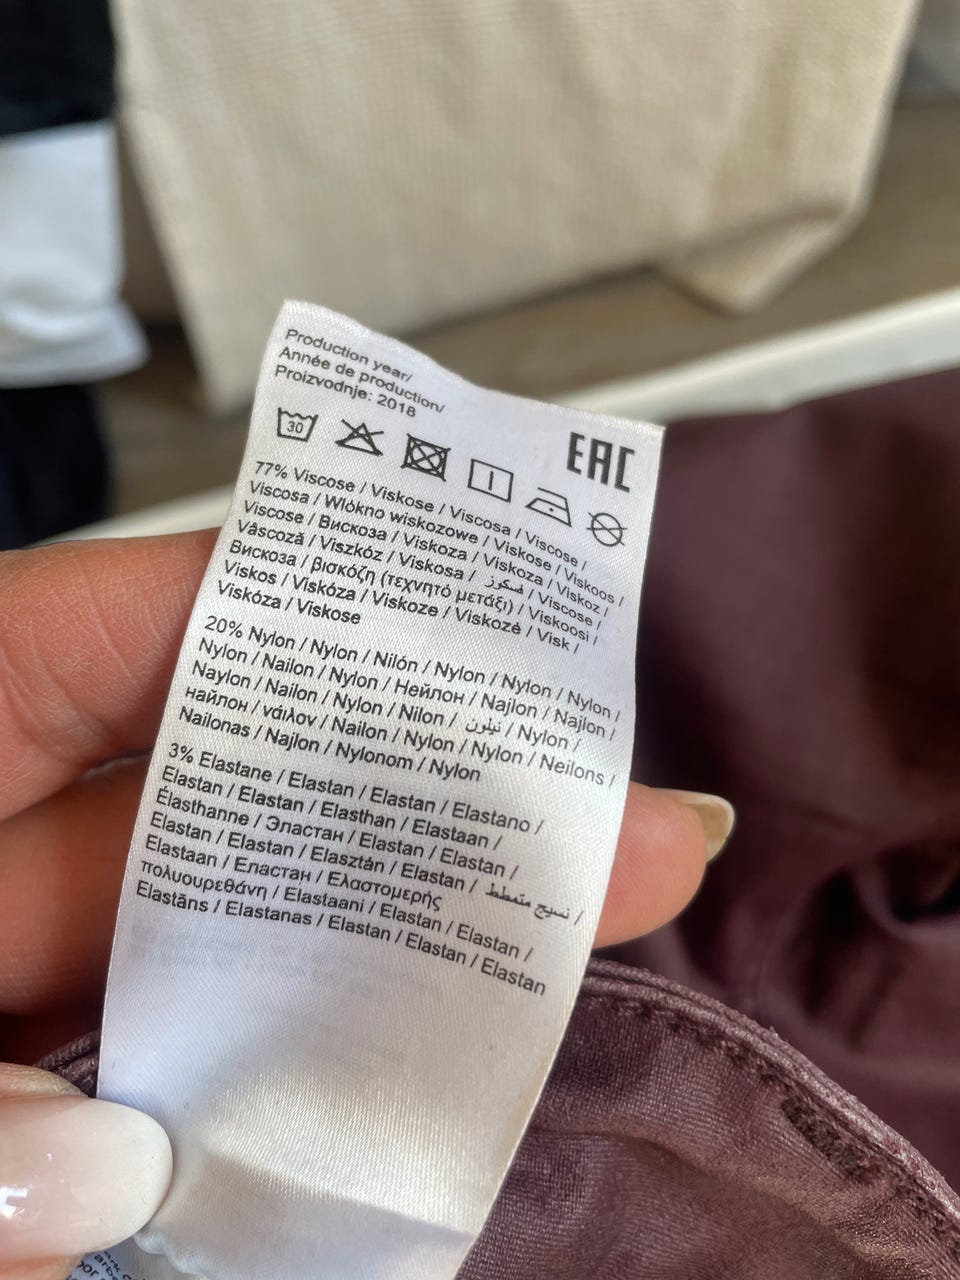 Production year/
Année de production/
Proizvodnje: 2018
EAC
30
77% Viscose / Viskose / Viscosa / Viscose /
Viscosa / Wlókno wiskozowe / Viskose / Viskoos /
Viscose / Вискоза / Viskoza / Viskoza / Viskoz /
Vâscoză / Viszkóz / Viskosa / فسكوز / Viscose /
Вискоза / βισκόζη (τεχνητό μετάξι) / Viskoosi /
Viskos / Viskóza / Viskoze / Viskozė / Visk /
Viskóza / Viskose
20% Nylon / Nylon / Nilón / Nylon / Nylon / Nylon /
Nylon / Nailon / Nylon / Нейлон / Najlon / Najlon /
Naylon / Nailon / Nylon / Nilon / نيلون / Nylon /
найлон / νάιλον / Nailon / Nylon / Nylon / Neilons /
Nailonas / Najlon / Nylonom / Nylon
3% Elastane / Elastan / Elastan / Elastano /
Elastan / Elastan / Elasthan / Elastaan /
Élasthanne / Эластан / Elastan / Elastan /
Elastan / Elastan / Elasztán / Elastan / نسيج متمطط /
Elastaan / Еластан / Ελαστομερής
πολυουρεθάνη / Elastaani / Elastan / Elastan /
Elastāns / Elastanas / Elastan / Elastan / Elastan